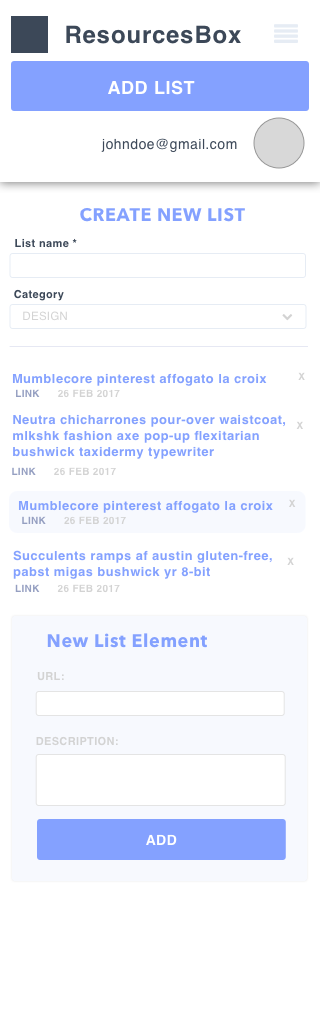 ResourcesBox
ADD LIST
johndoe@gmail.com
CREATE NEW LIST
List name *
Category
DESIGN
Mumblecore pinterest affogato la croix x
LINK 26 FEB 2017
Neutra chicharrones pour-over waistcoat, x
mlkshk fashion axe pop-up flexitarian
bushwick taxidermy typewriter
LINK 26 FEB 2017
Mumblecore pinterest affogato la croix x
LINK 26 FEB 2017
Succulents ramps af austin gluten-free, x
pabst migas bushwick yr 8-bit
LINK 26 FEB 2017
New List Element
URL:
DESCRIPTION:
ADD